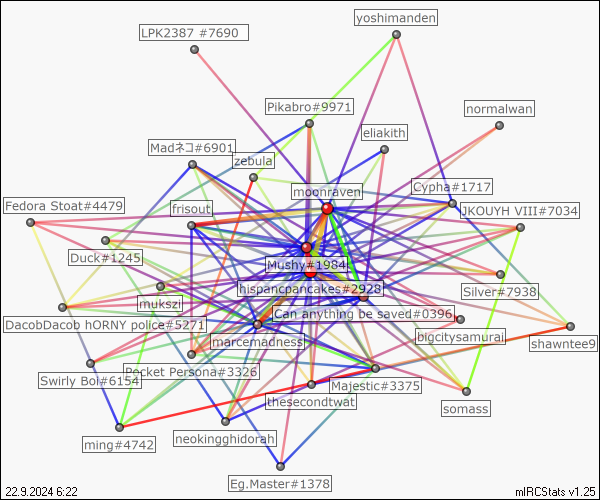 yoshimanden
LPK2387 #7690
Pikabro#9971
normalwan
eliakith
Madネコ#6901
zebula
moonraven
Cypha#1717
Fedora Stoat#4479
frisout
JKOUYH VIII#7034
Duck#1245
Mushy#1984
hispancpancakes#2928
mukszi
Silver#7938
Can anything be saved#0396
DacobDacob hORNY police#5271
marcemadness
bigcitysamurai
shawntee9
Pocket Persona#3326
Swirly Boi#6154
Majestic#3375
thesecondtwat
somass
neokingghidorah
ming#4742
Eg.Master#1378
22.9.2024 6:22
mIRCStats v1.25